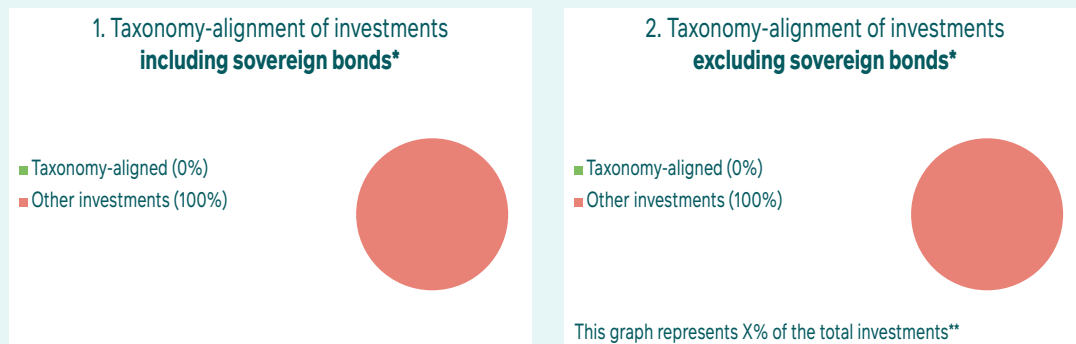 1. Taxonomy-alignment of investments
including sovereign bonds*
Taxonomy-aligned (0%)
Other investments (100%)
2. Taxonomy-alignment of investments
excluding sovereign bonds*
Taxonomy-aligned (0%)
Other investments (100%)
This graph represents X% of the total investments**